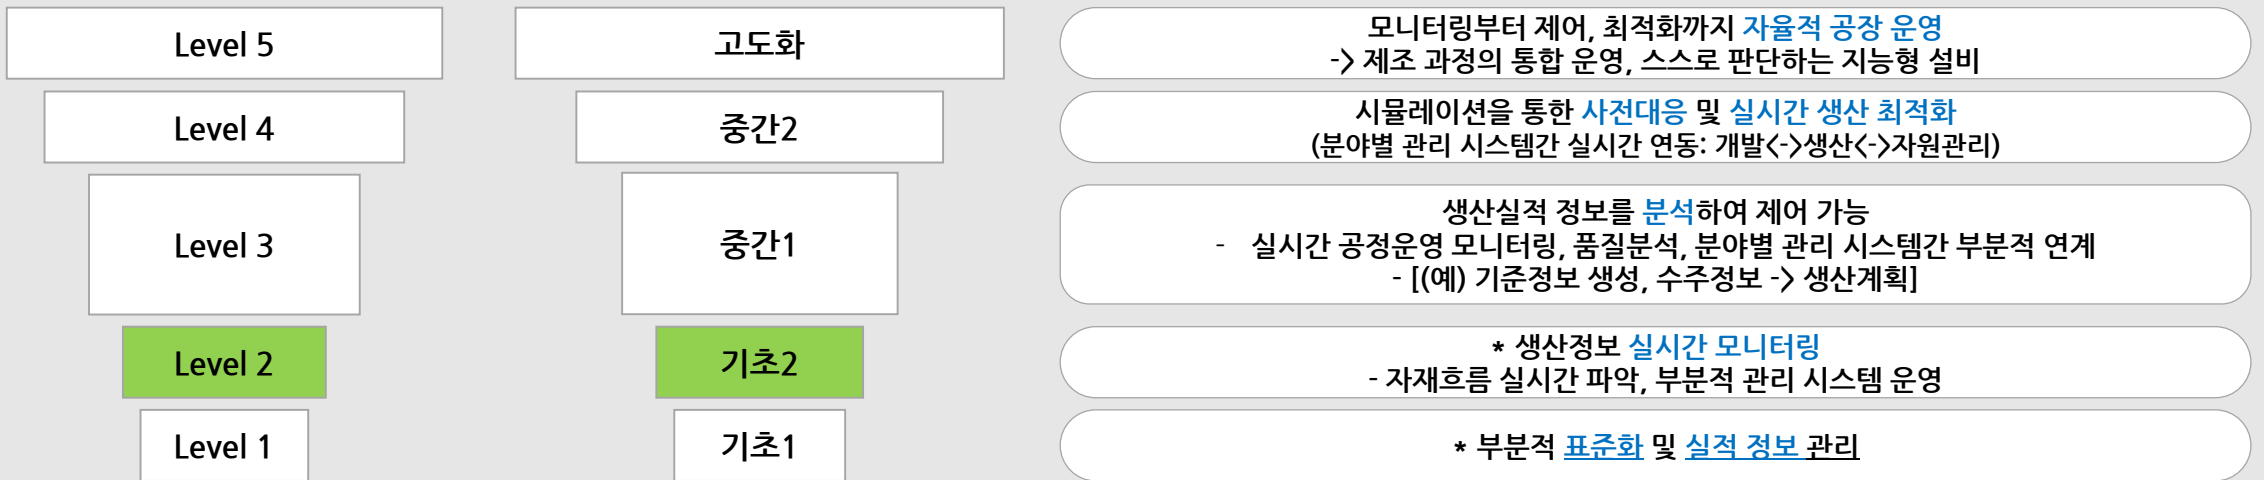 Level 5
고도화
모니터링부터 제어, 최적화까지 자율적 공장 운영
-> 제조 과정의 통합 운영, 스스로 판단하는 지능형 설비
Level 4
중간2
시뮬레이션을 통한 사전대응 및 실시간 생산 최적화
(분야별 관리 시스템간 실시간 연동: 개발<->생산<->자원관리)
Level 3
중간1
생산실적 정보를 분석하여 제어 가능
- 실시간 공정운영 모니터링, 품질분석, 분야별 관리 시스템간 부분적 연계
- [(예) 기준정보 생성, 수주정보 -> 생산계획]
Level 2
기초2
* 생산정보 실시간 모니터링
- 자재흐름 실시간 파악, 부분적 관리 시스템 운영
Level 1
기초1
* 부분적 표준화 및 실적 정보 관리